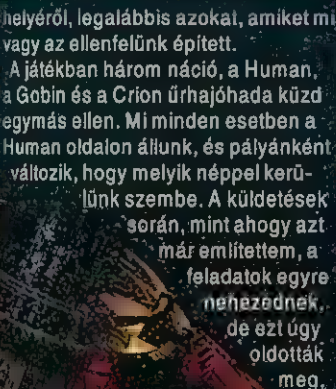 helyéről, legalábbis azokat, amiket mi
vagy az ellenfelünk épített.
A játékban három náció, a Human,
a Gobin és a Crion űrhajóhada küzd
egymás ellen. Mi minden esetben a
Human oldalon állunk, és pályánként
változik, hogy melyik néppel kerü-
lünk szembe. A küldetések
során, mint ahogy azt
már említettem, a
feladatok egyre
nehezednek,
de ezt úgy
oldották
meg,